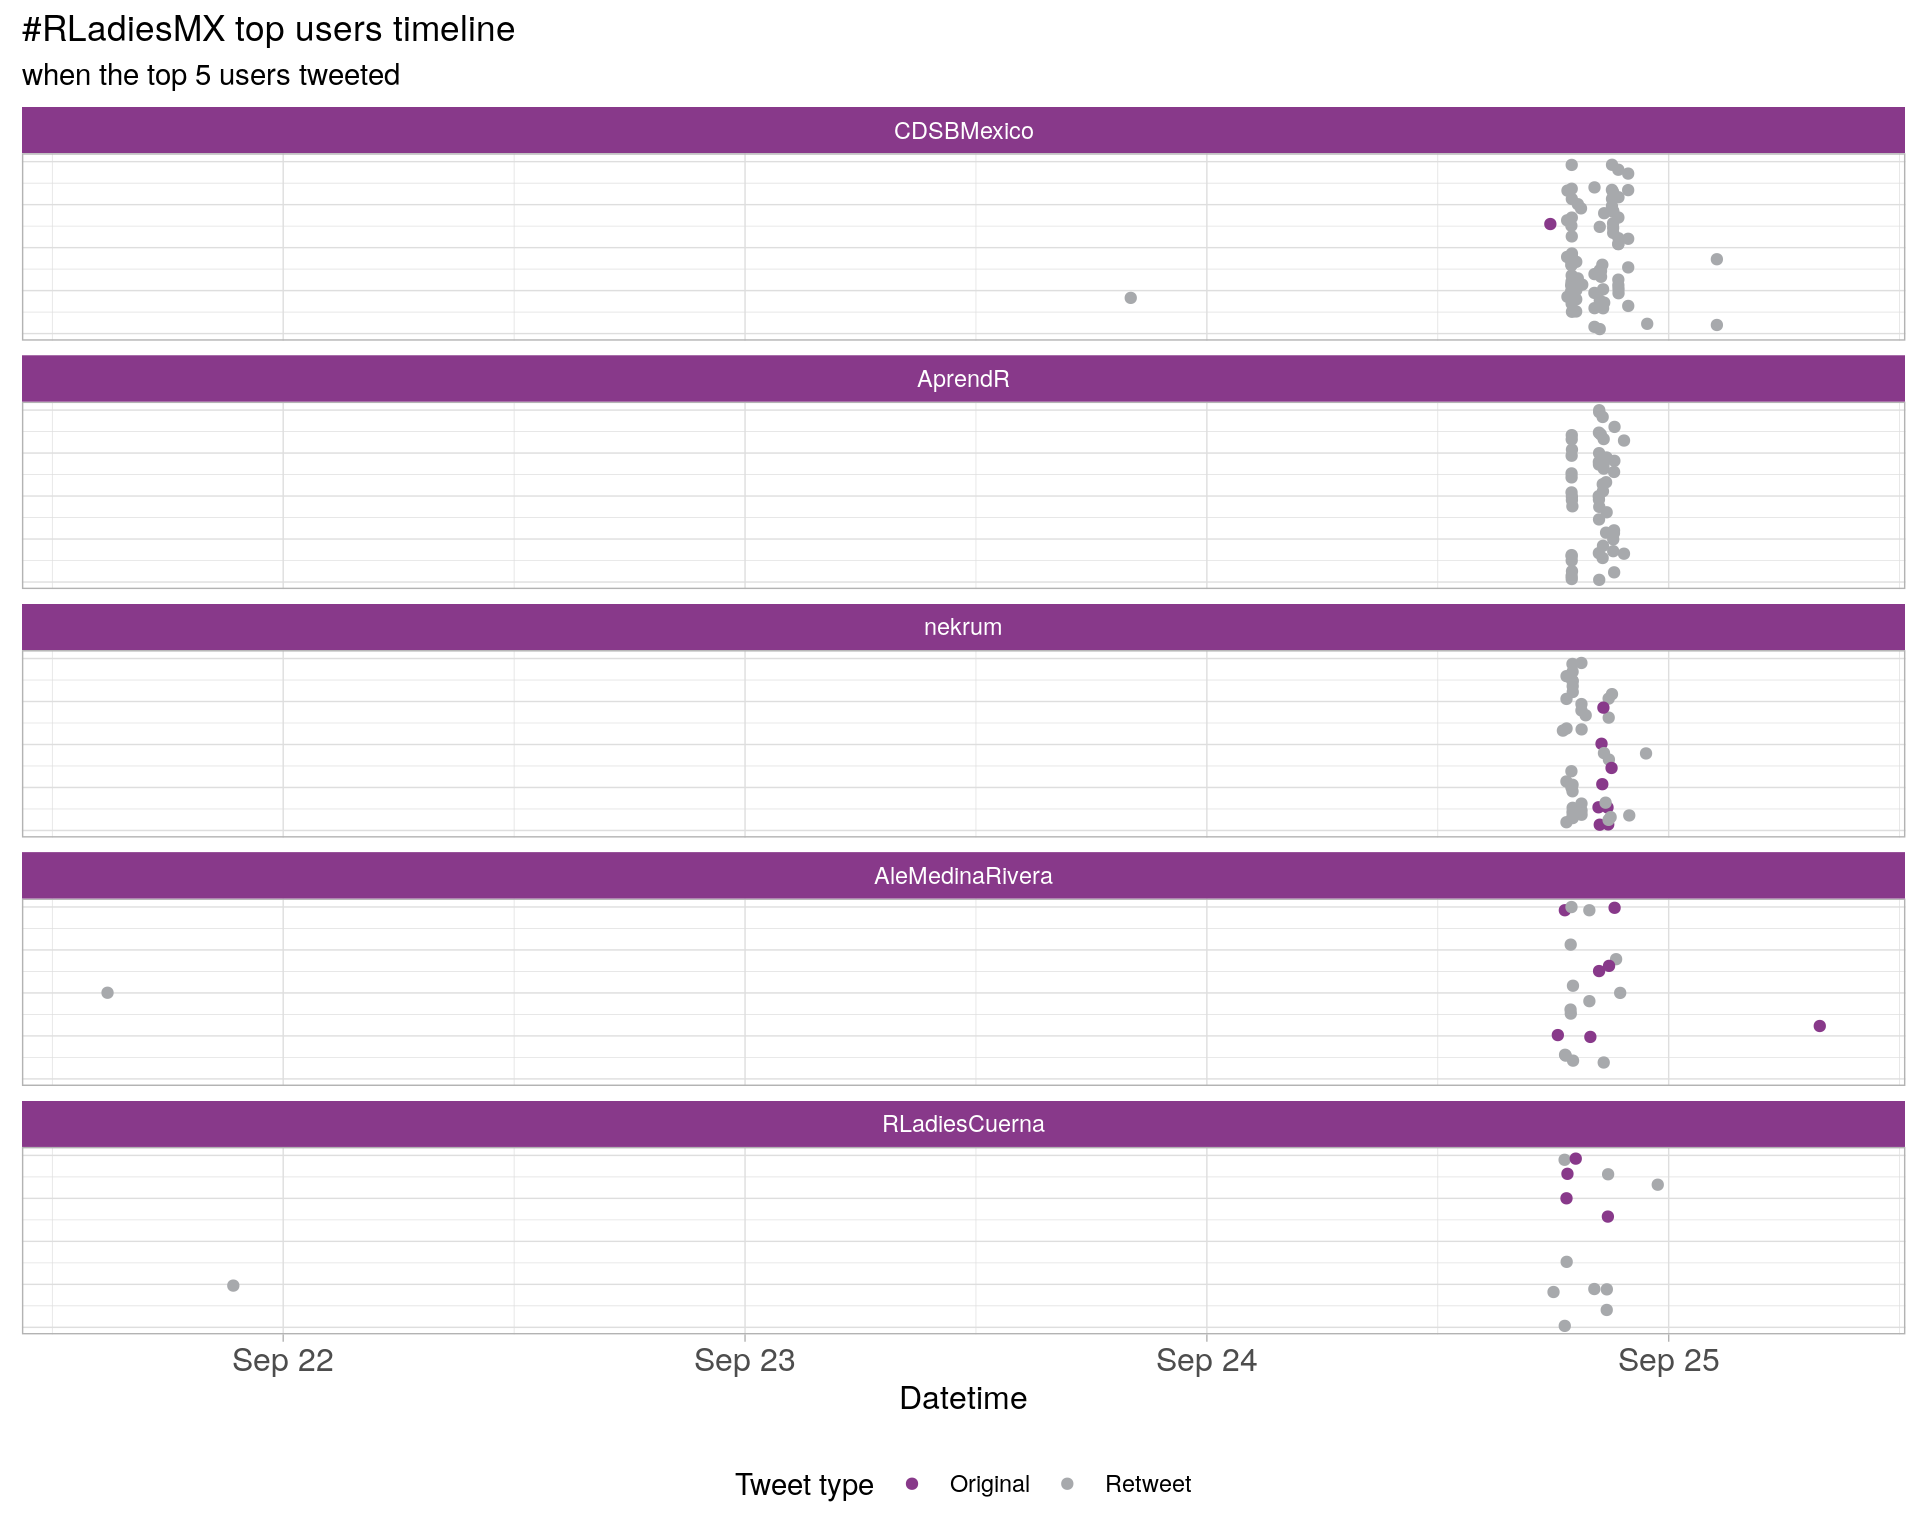 #RLadiesMX top users timeline
when the top 5 users tweeted
CDSBMexico
AprendR
nekrum
AleMedinaRivera
RLadiesCuerna
Sep 22 Sep 23 Sep 24 Sep 25
Datetime
Tweet type Original Retweet